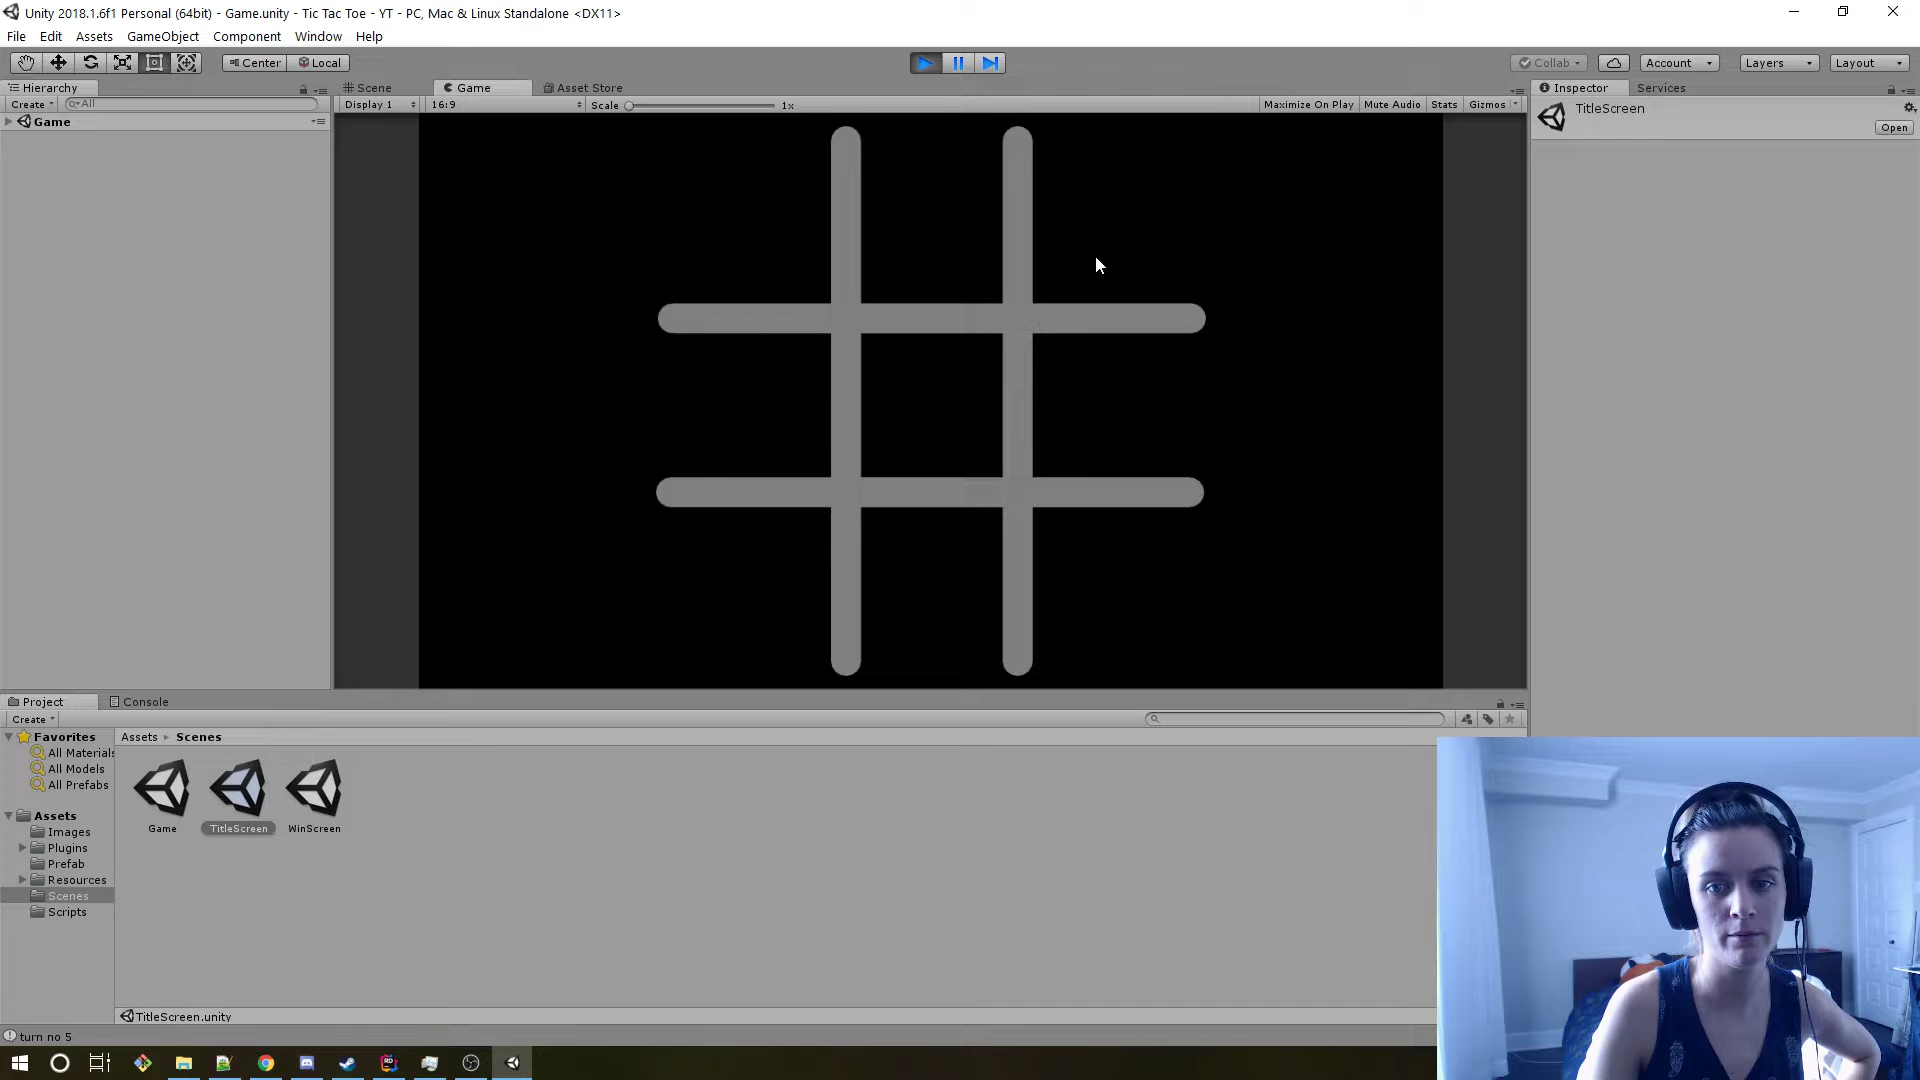 Unity 2018.1.6f1 Personal (64bit) - Game.unity - Tic Tac Toe - YT - PC, Mac & Linux Standalone <DX11>
File Edit Assets GameObject Component Window Help
Center Local
Collab Account Layers Layout
Hierarchy
Scene Game Asset Store
Inspector Services
Create All
Display 1 16:9 Scale 1x
Maximize On Play Mute Audio Stats Gizmos
TitleScreen
Open
Game
Project Console
Create
Favorites
All Materials
All Models
All Prefabs
Assets
Images
Plugins
Prefab
Resources
Scenes
Scripts
Assets Scenes
Game TitleScreen WinScreen
TitleScreen.unity
turn no 5